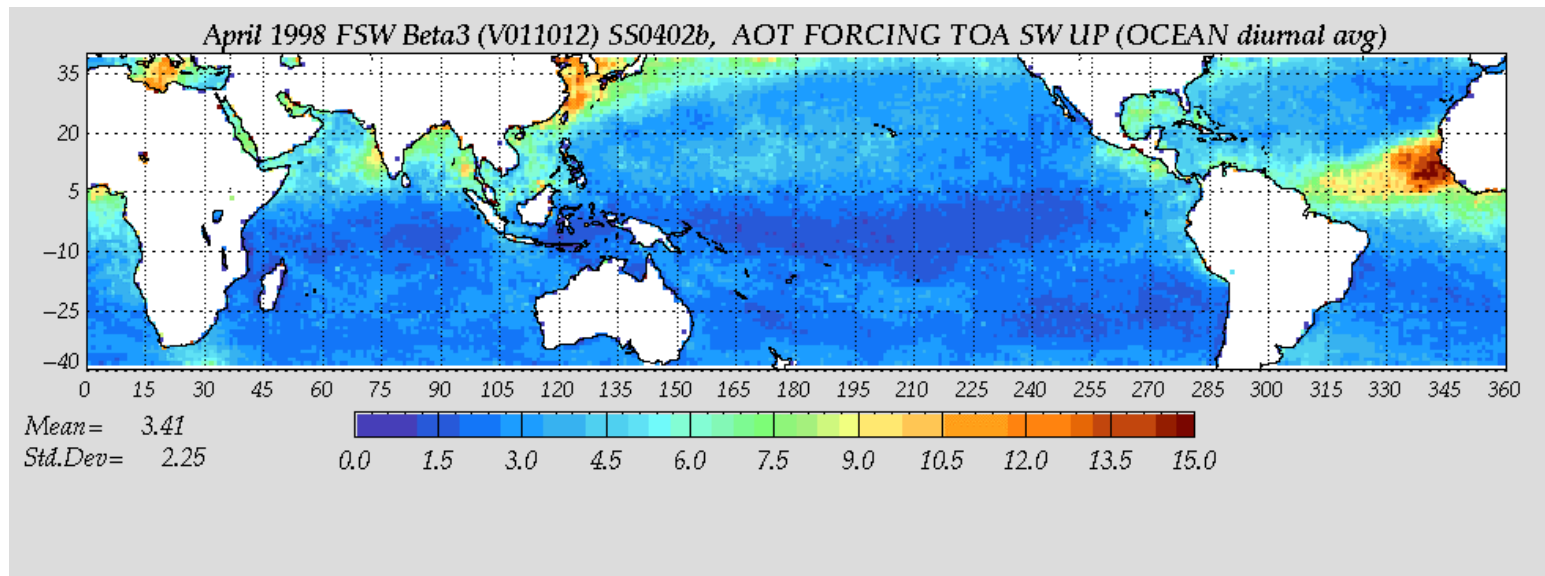 April 1998 FSW Beta3 (V011012) SS0402b, AOT FORCING TOA SW UP (OCEAN diurnal avg)
35
20
5
−10
−25
−40
0 15 30 45 60 75 90 105 120 135 150 165 180 195 210 225 240 255 270 285 300 315 330 345 360
Mean= 3.41
Std.Dev= 2.25
0.0 1.5 3.0 4.5 6.0 7.5 9.0 10.5 12.0 13.5 15.0